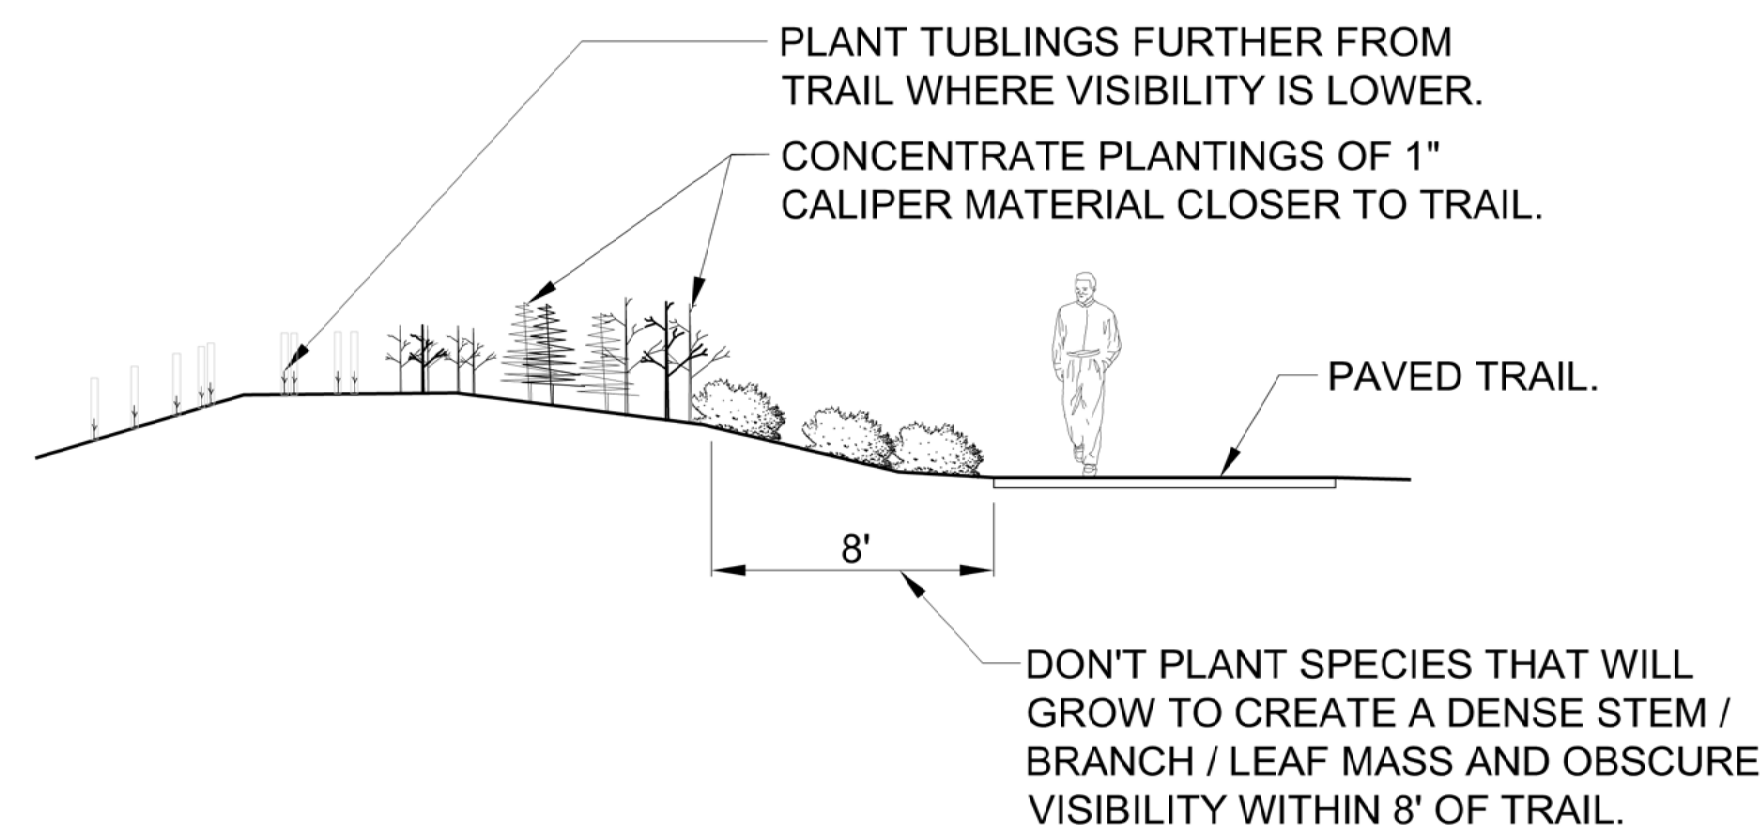 PLANT TUBLINGS FURTHER FROM
TRAIL WHERE VISIBILITY IS LOWER.
CONCENTRATE PLANTINGS OF 1"
CALIPER MATERIAL CLOSER TO TRAIL.
PAVED TRAIL.
8'
DON'T PLANT SPECIES THAT WILL
GROW TO CREATE A DENSE STEM /
BRANCH / LEAF MASS AND OBSCURE
VISIBILITY WITHIN 8' OF TRAIL.